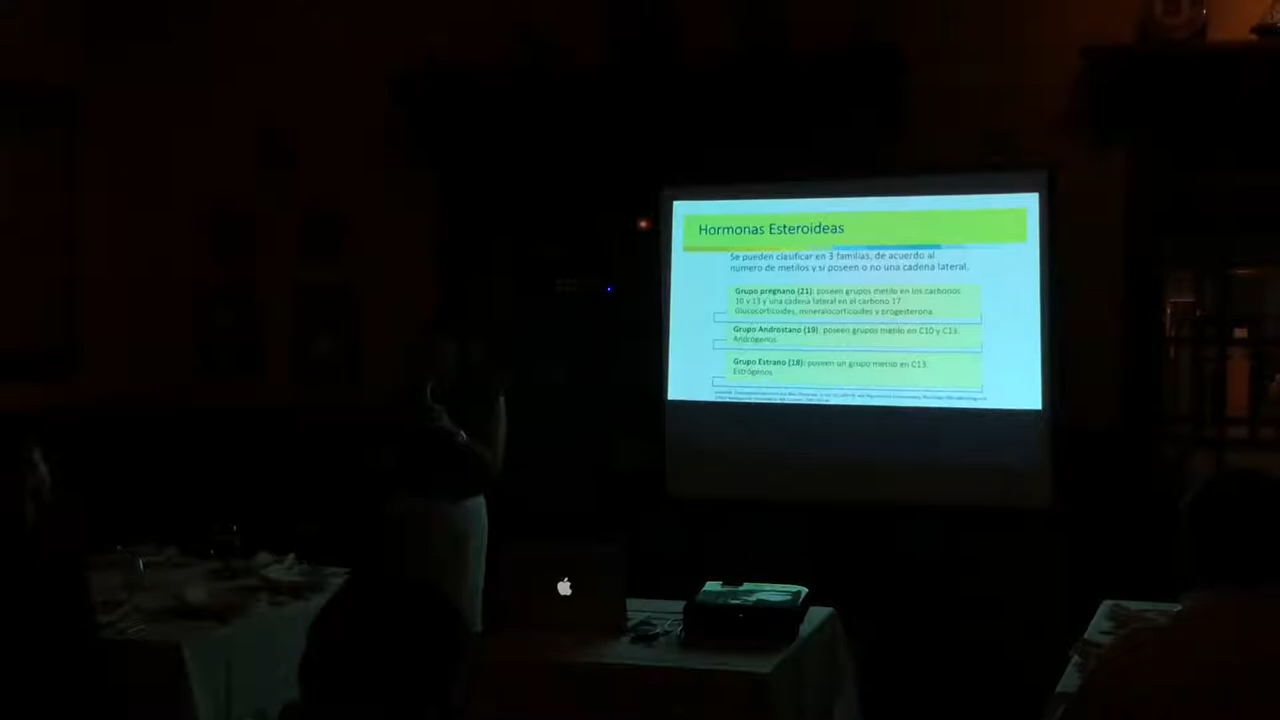 Hormonas Esteroideas
Se pueden clasificar en 3 familias, de acuerdo al
número de metilos y si poseen o no una cadena lateral.
Grupo pregnano (21): poseen grupos metilo en los carbonos
10 y 13 y una cadena lateral en el carbono 17
Glucocorticoides, mineralocorticoides y progesterona.
Grupo Androstano (19): poseen grupos metilo en C10 y C13.
Andrógenos
Grupo Estrano (18): poseen un grupo metilo en C13.
Estrógenos